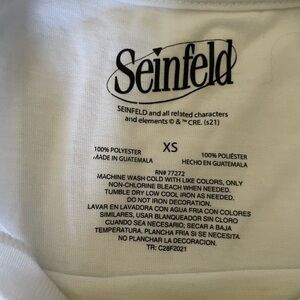 Seinfeld
SEINFELD and all related characters
and elements © & ™ CRE. (s21)
XS
100% POLYESTER 100% POLIÉSTER
MADE IN GUATEMALA HECHO EN GUATEMALA
RN# 77272
MACHINE WASH COLD WITH LIKE COLORS, ONLY
NON-CHLORINE BLEACH WHEN NEEDED.
TUMBLE DRY LOW COOL IRON AS NEEDED.
DO NOT IRON DECORATION.
LAVAR EN LAVADORA CON AGUA FRIA CON COLORES
SIMILARES, USAR BLANQUEADOR SIN CLORO
CUANDO SEA NECESARIO; SECAR A BAJA
TEMPERATURA, PLANCHA FRIA SI SE NECESITA.
NO PLANCHAR LA DECORACION.
TR: C28F2021